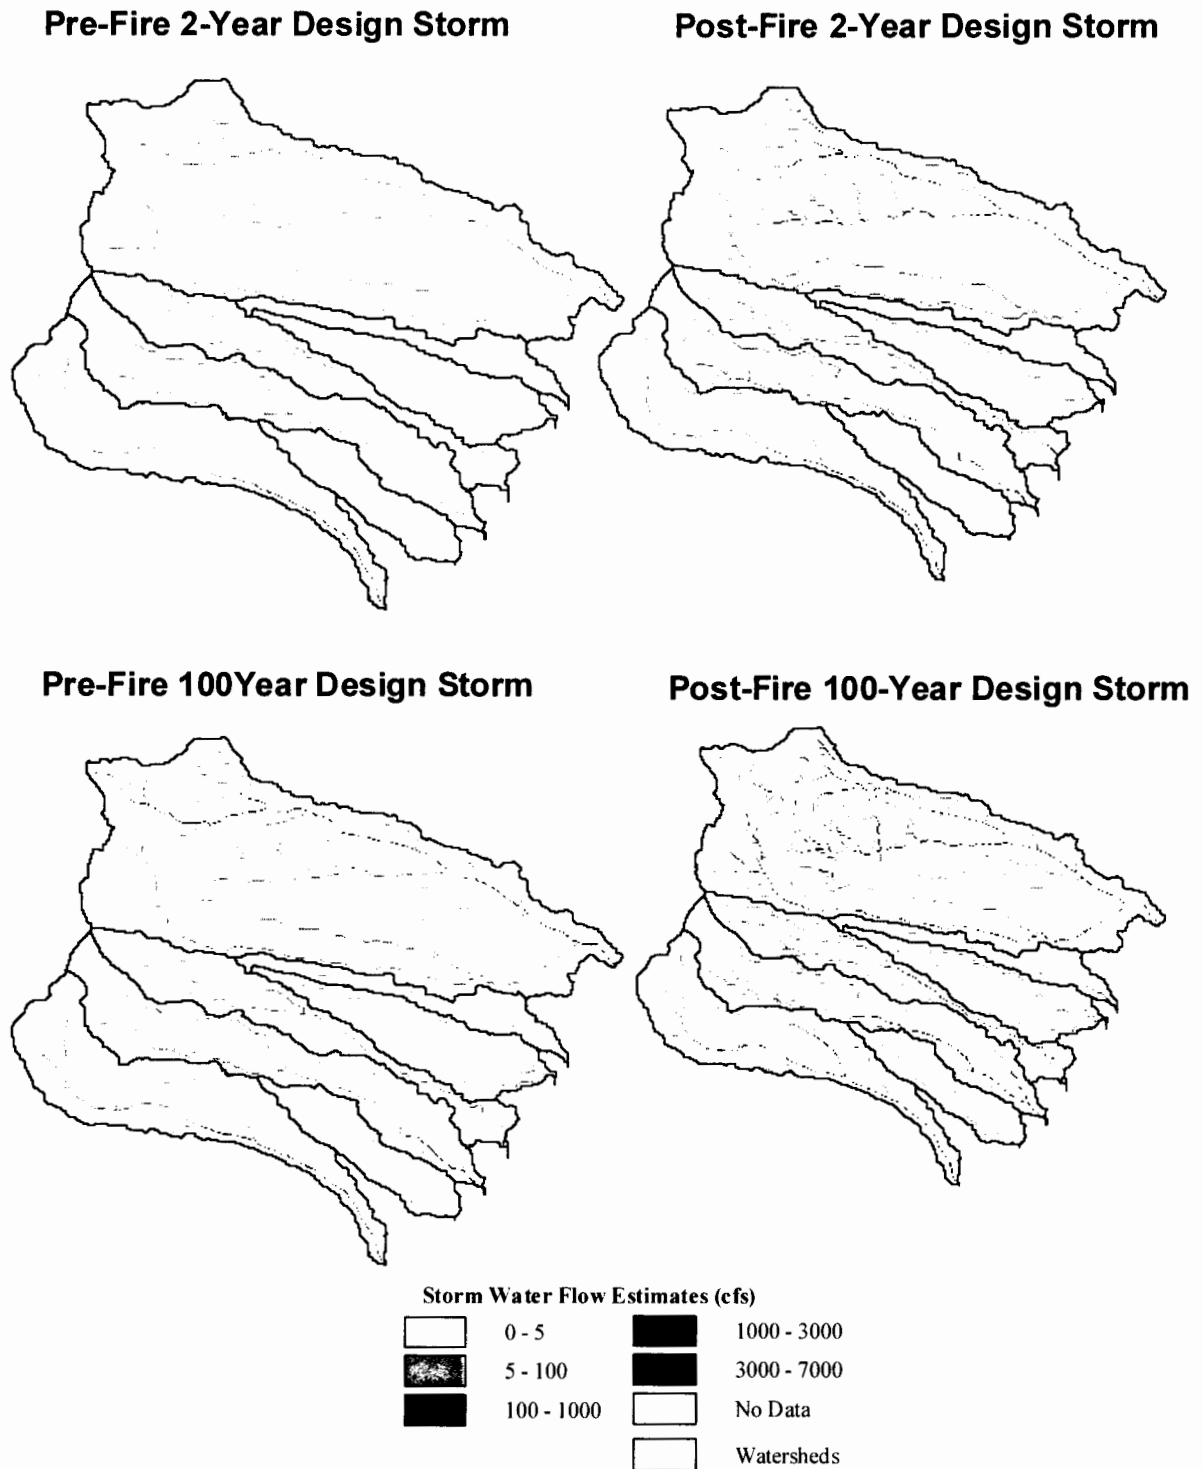 Pre-Fire 2-Year Design Storm
Post-Fire 2-Year Design Storm
Pre-Fire 100Year Design Storm
Post-Fire 100-Year Design Storm
Storm Water Flow Estimates (cfs)
0 - 5
5 - 100
100 - 1000
1000 - 3000
3000 - 7000
No Data
Watersheds